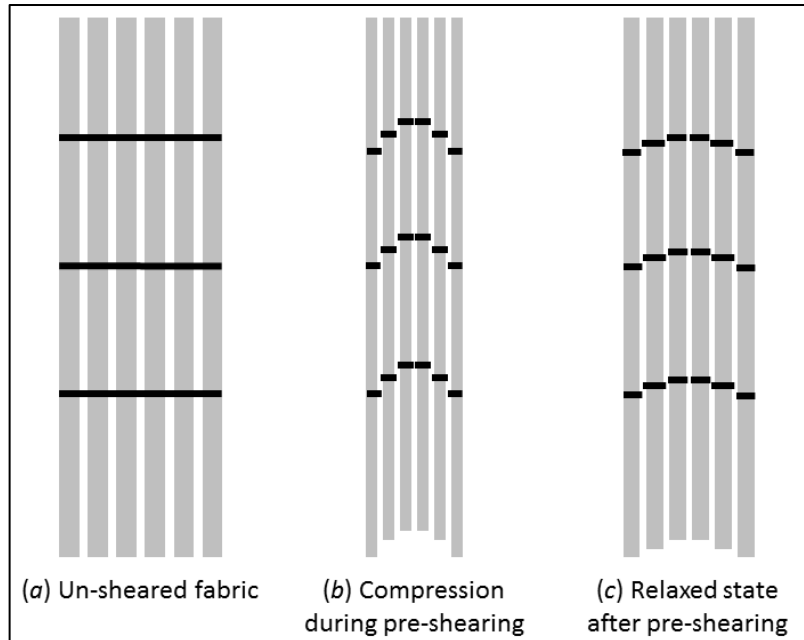 (a) Un-sheared fabric
(b) Compression
during pre-shearing
(c) Relaxed state
after pre-shearing